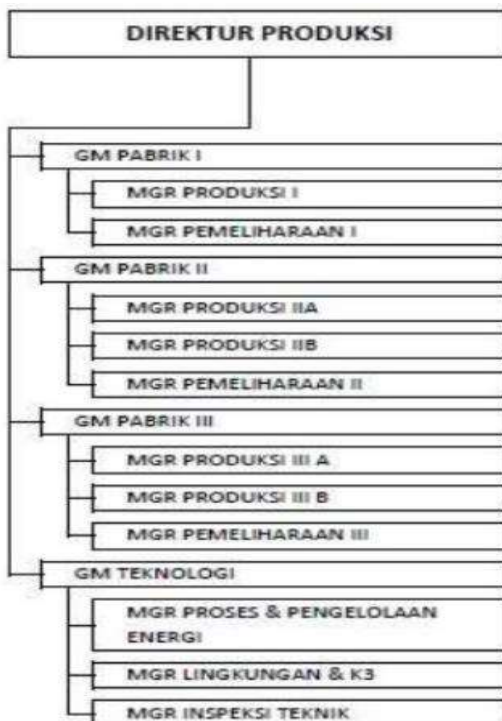 DIREKTUR PRODUKSI
GM PABRIK I
MGR PRODUKSI I
MGR PEMELIHARAAN I
GM PABRIK II
MGR PRODUKSI IIA
MGR PRODUKSI IIB
MGR PEMELIHARAAN II
GM PABRIK III
MGR PRODUKSI III A
MGR PRODUKSI III B
MGR PEMELIHARAAN III
GM TEKNOLOGI
MGR PROSES & PENGELOLAAN
ENERGI
MGR LINGKUNGAN & K3
MGR INSPEKSI TEKNIK